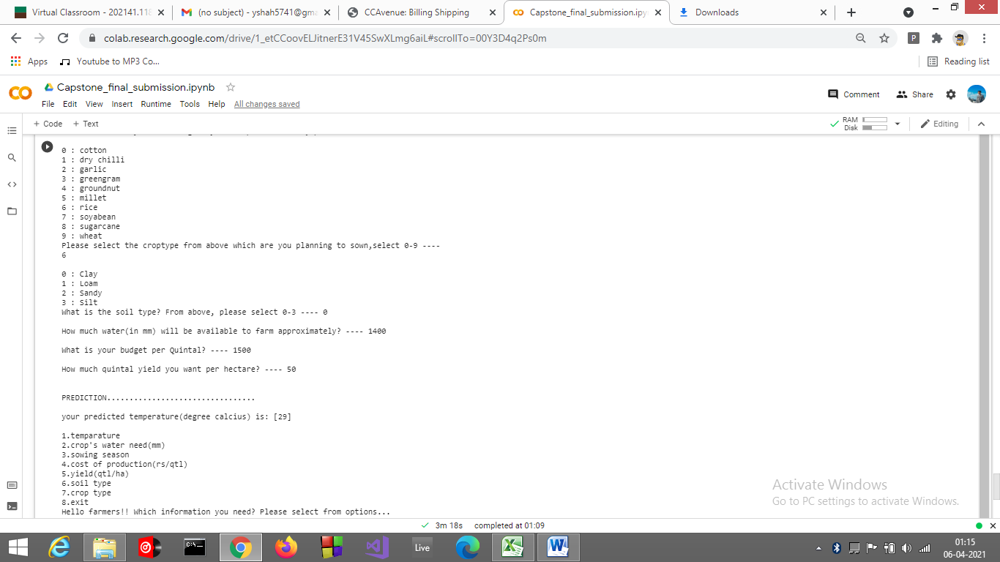 Virtual Classroom - 202141.118
(no subject) - yshah5741@gma
CCAvenue: Billing Shipping
Capstone_final_submission.ipy
Downloads
colab.research.google.com/drive/1_etCCoovELJitnerE31V45SwXLmg6aiL#scrollTo=00Y3D4q2Ps0m
Apps
Youtube to MP3 Co...
Reading list
Capstone_final_submission.ipynb
File Edit View Insert Runtime Tools Help All changes saved
Comment
Share
+ Code + Text
RAM
Disk
Editing
0 : cotton
1 : dry chilli
2 : garlic
3 : greengram
4 : groundnut
5 : millet
6 : rice
7 : soyabean
8 : sugarcane
9 : wheat
Please select the croptype from above which are you planning to sown,select 0-9 ----
6
0 : Clay
1 : Loam
2 : Sandy
3 : Silt
What is the soil type? From above, please select 0-3 ---- 0
How much water(in mm) will be available to farm approximately? ---- 1400
What is your budget per Quintal? ---- 1500
How much quintal yield you want per hectare? ---- 50
PREDICTION.................................
your predicted temperature(degree calcius) is: [29]
1.temparature
2.crop's water need(mm)
3.sowing season
4.cost of production(rs/qtl)
5.yield(qtl/ha)
6.soil type
7.crop type
8.exit
Hello farmers!! Which information you need? Please select from options...
Activate Windows
Go to PC settings to activate Windows.
3m 18s completed at 01:09
Live
01:15
06-04-2021